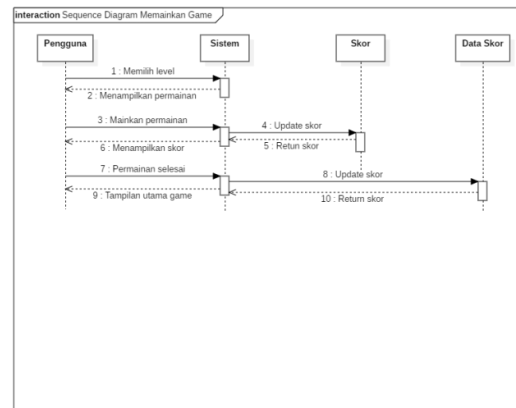 interaction Sequence Diagram Memainkan Game
Pengguna
Sistem
Skor
Data Skor
1 : Memilih level
2 : Menampilkan permainan
3 : Mainkan permainan
4 : Update skor
5 : Retun skor
6 : Menampilkan skor
7 : Permainan selesai
8 : Update skor
9 : Tampilan utama game
10 : Return skor